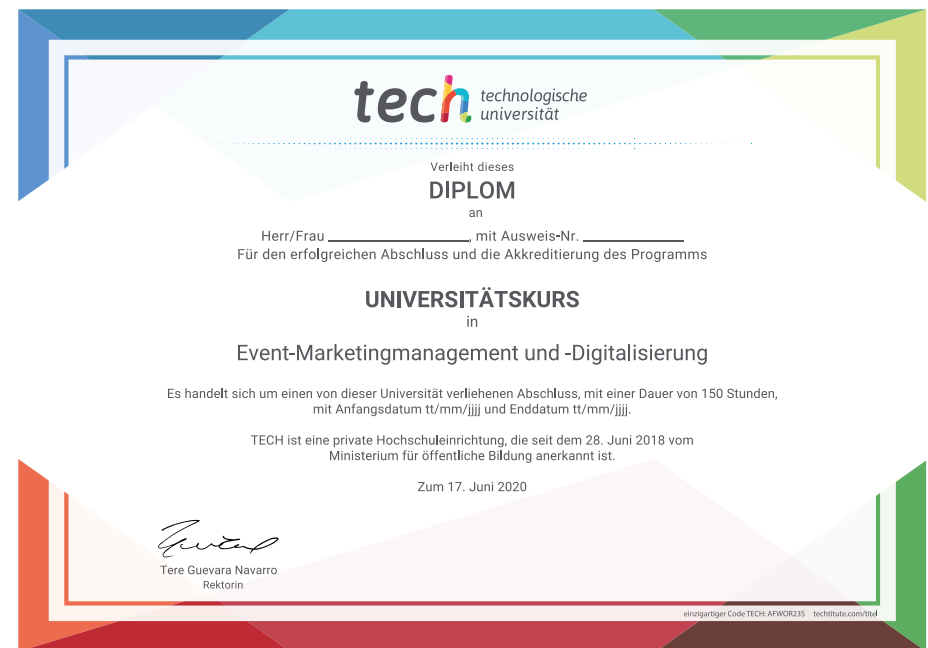 tech technologische
universität
Verleiht dieses
DIPLOM
an
Herr/Frau ____________________, mit Ausweis-Nr. ______________
Für den erfolgreichen Abschluss und die Akkreditierung des Programms
UNIVERSITÄTSKURS
in
Event-Marketingmanagement und -Digitalisierung
Es handelt sich um einen von dieser Universität verliehenen Abschluss, mit einer Dauer von 150 Stunden,
mit Anfangsdatum tt/mm/jjjj und Enddatum tt/mm/jjjj.
TECH ist eine private Hochschuleinrichtung, die seit dem 28. Juni 2018 vom
Ministerium für öffentliche Bildung anerkannt ist.
Zum 17. Juni 2020
Tere Guevara Navarro
Rektorin
einzigartiger Code TECH: AFWOR23S techtitute.com/titel